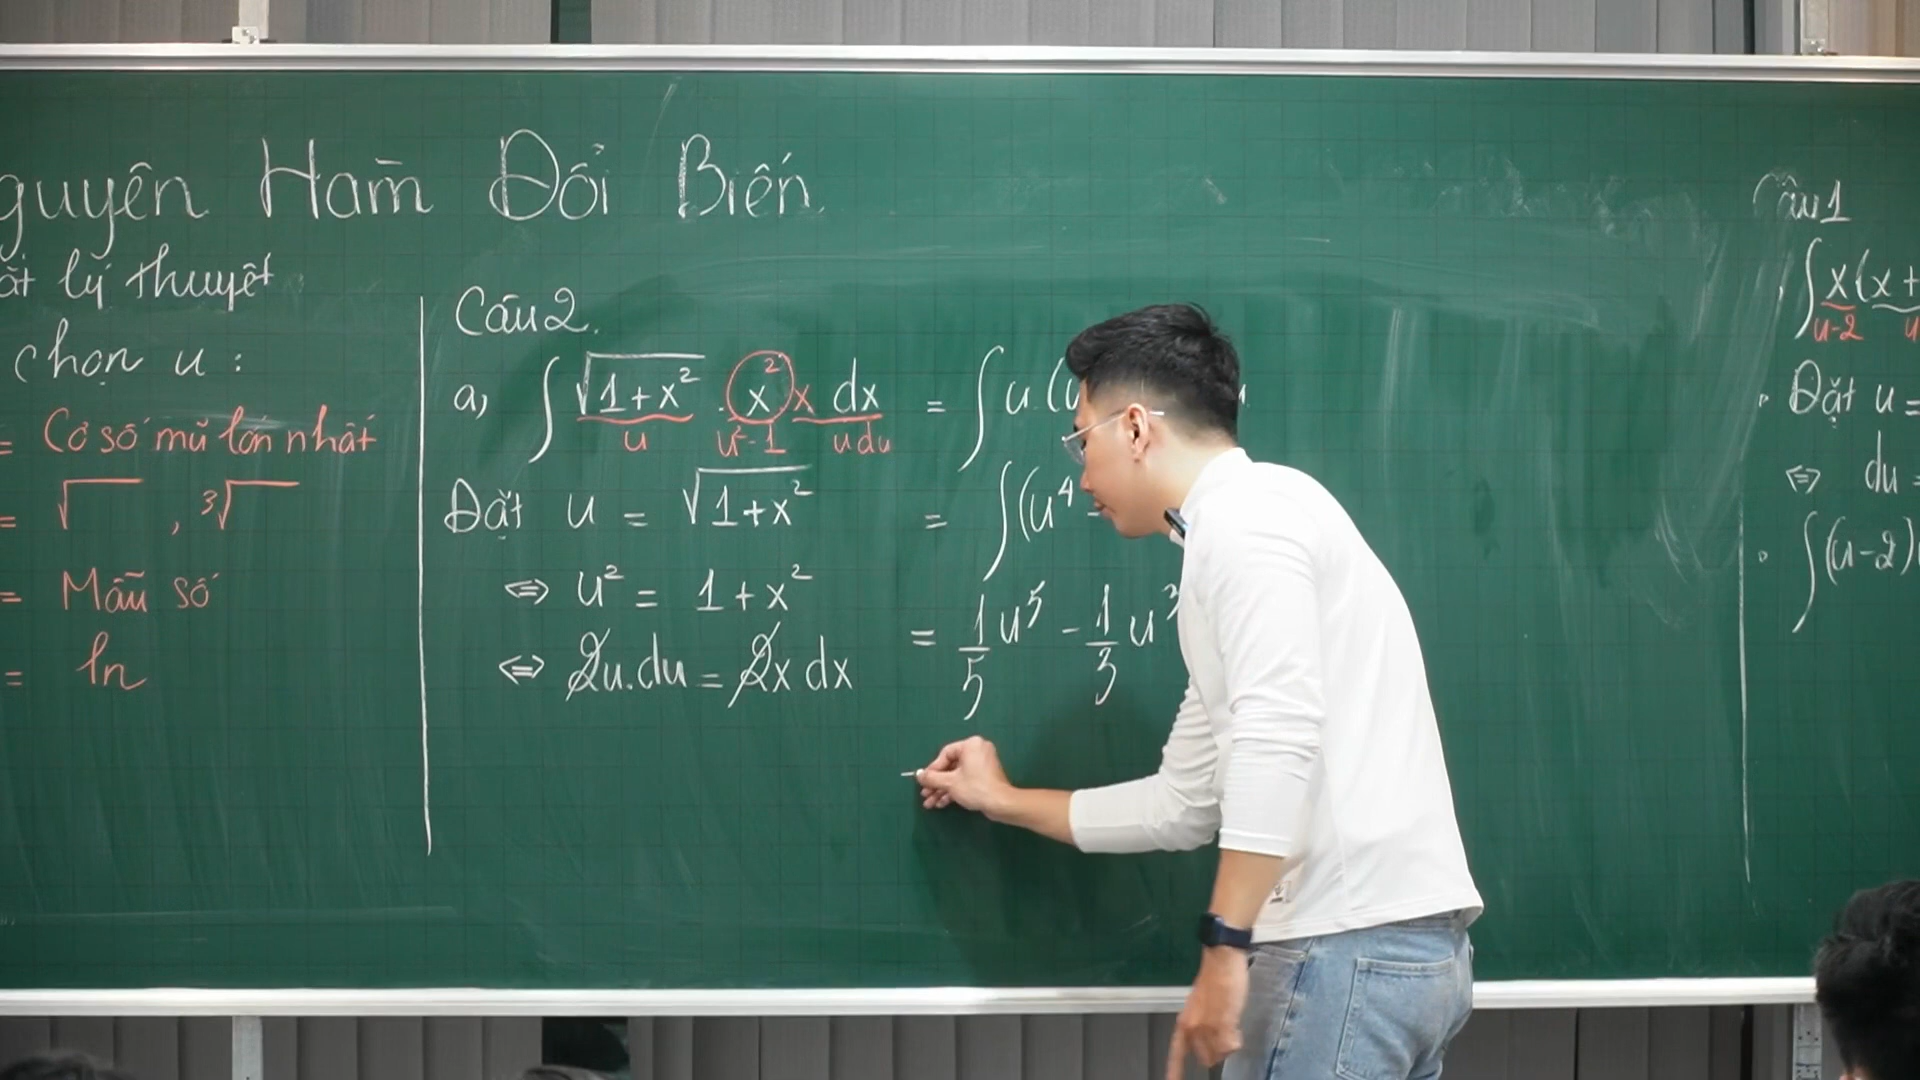 guyên Hàm Đổi Biến
ắt lý thuyết
chọn u :
= Cơ số mũ lớn nhất
= √ , ³√
= Mẫu số
= ln
Câu 2.
a, ∫ √1+x² . x² x dx = ∫ u.(u
u u²-1 udu
Đặt u = √1+x² = ∫(u⁴ -
⇔ u² = 1+x²
= 1/5 u⁵ - 1/3 u³
⇔ 2u.du = 2x dx
Câu 1
∫ x(x+
u-2 u
• Đặt u =
⇔ du =
• ∫(u-2)